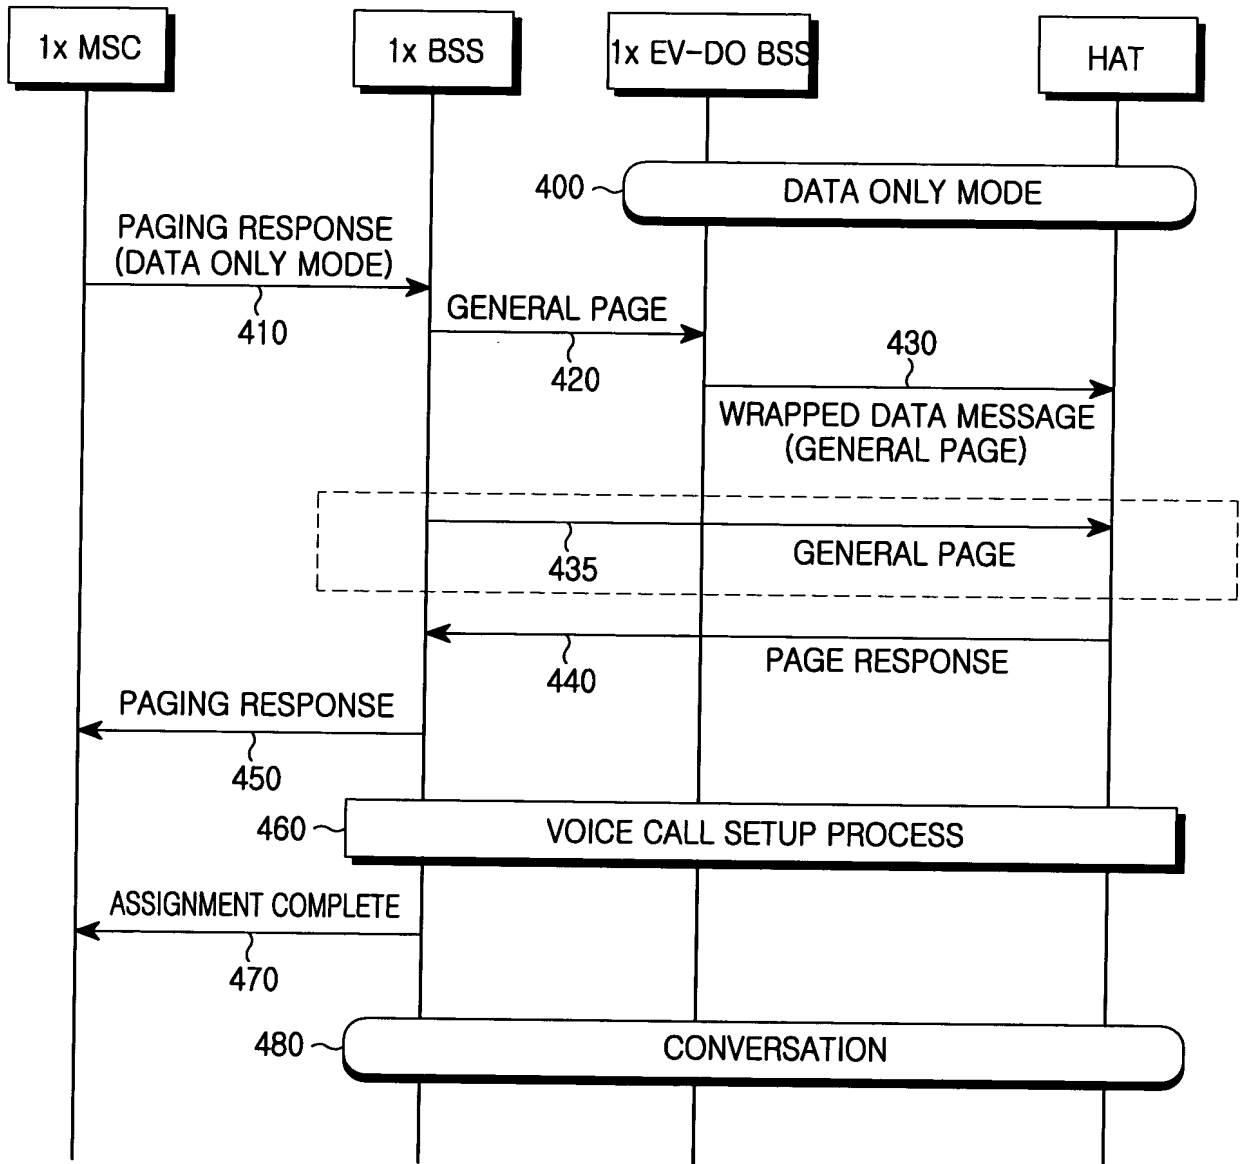 1x MSC
1x BSS
1x EV-DO BSS
HAT
400
DATA ONLY MODE
PAGING RESPONSE
(DATA ONLY MODE)
410
GENERAL PAGE
420
430
WRAPPED DATA MESSAGE
(GENERAL PAGE)
435
GENERAL PAGE
440
PAGE RESPONSE
PAGING RESPONSE
450
460
VOICE CALL SETUP PROCESS
ASSIGNMENT COMPLETE
470
480
CONVERSATION